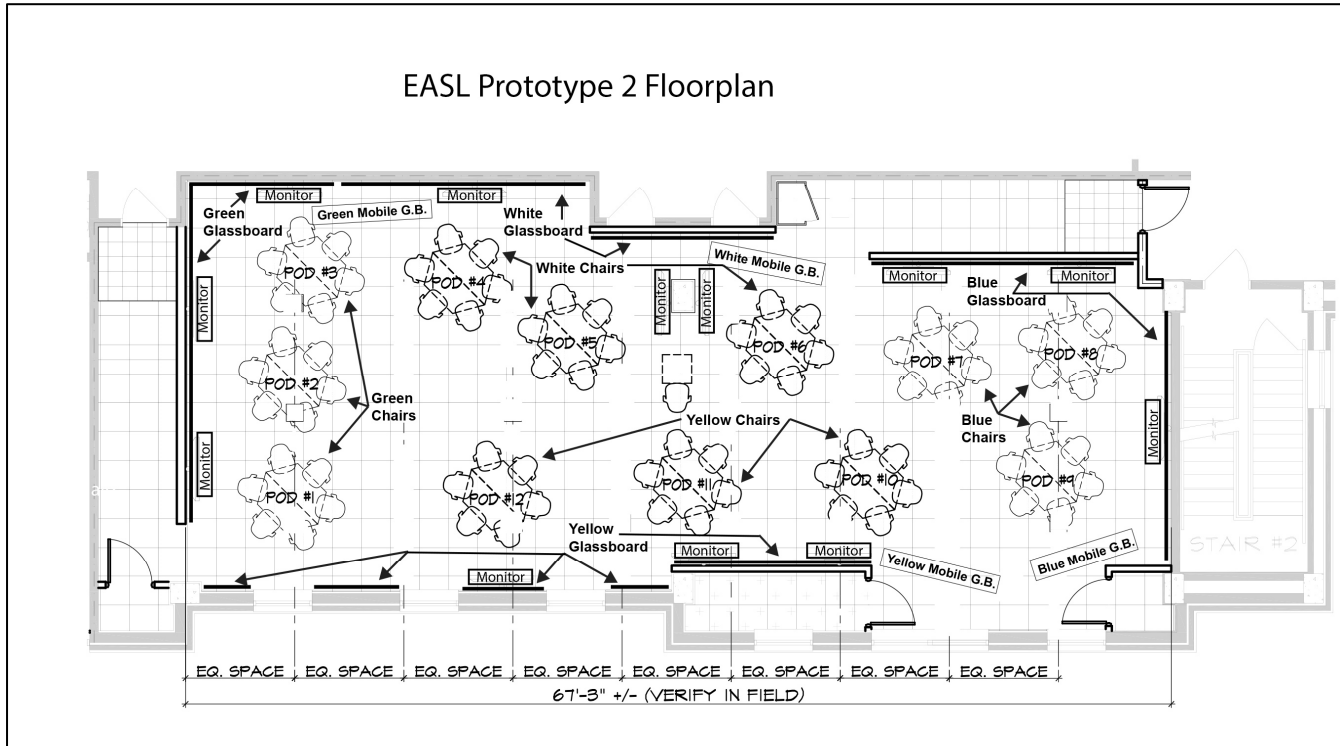 EASL Prototype 2 Floorplan
Monitor
Monitor
Green
Glassboard
Green Mobile G.B.
White
Glassboard
White Chairs
White Mobile G.B.
Monitor
Monitor
Monitor
Monitor
Monitor
Blue
Glassboard
POD #3
POD #4
POD #5
POD #6
POD #7
POD #8
POD #2
Green
Chairs
Yellow Chairs
Blue
Chairs
Monitor
Monitor
POD #1
POD #12
POD #11
POD #10
POD #9
a
Yellow
Glassboard
Monitor
Monitor
Monitor
Yellow Mobile G.B.
Blue Mobile G.B.
STAIR #2
EQ. SPACE
EQ. SPACE
EQ. SPACE
EQ. SPACE
EQ. SPACE
EQ. SPACE
EQ. SPACE
EQ. SPACE
67'-3" +/- (VERIFY IN FIELD)